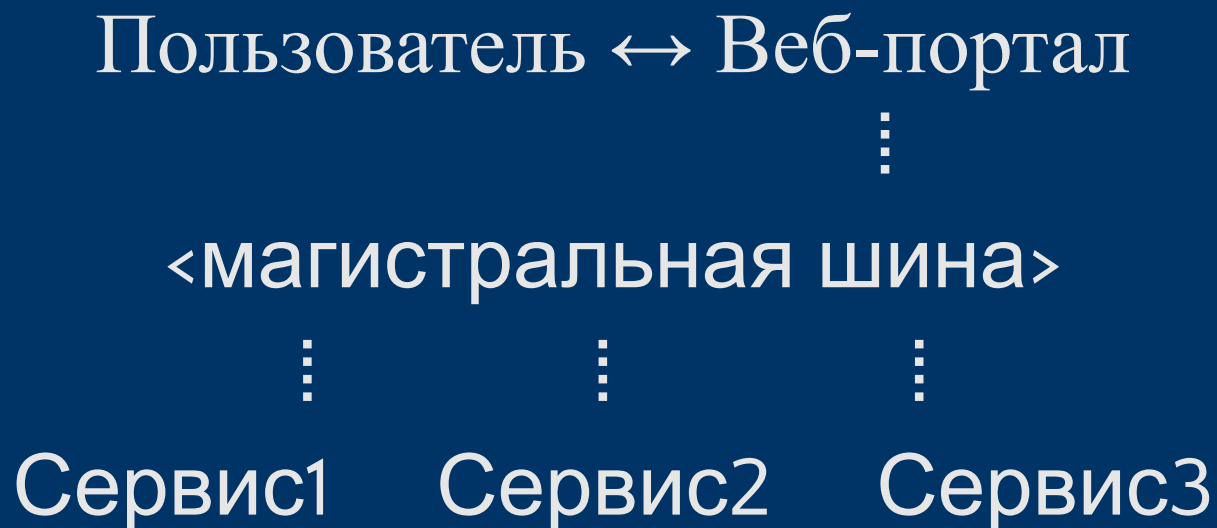 Пользователь ↔ Веб-портал
⁞
<магистральная шина>
⁞ ⁞ ⁞
Сервис1 Сервис2 Сервис3